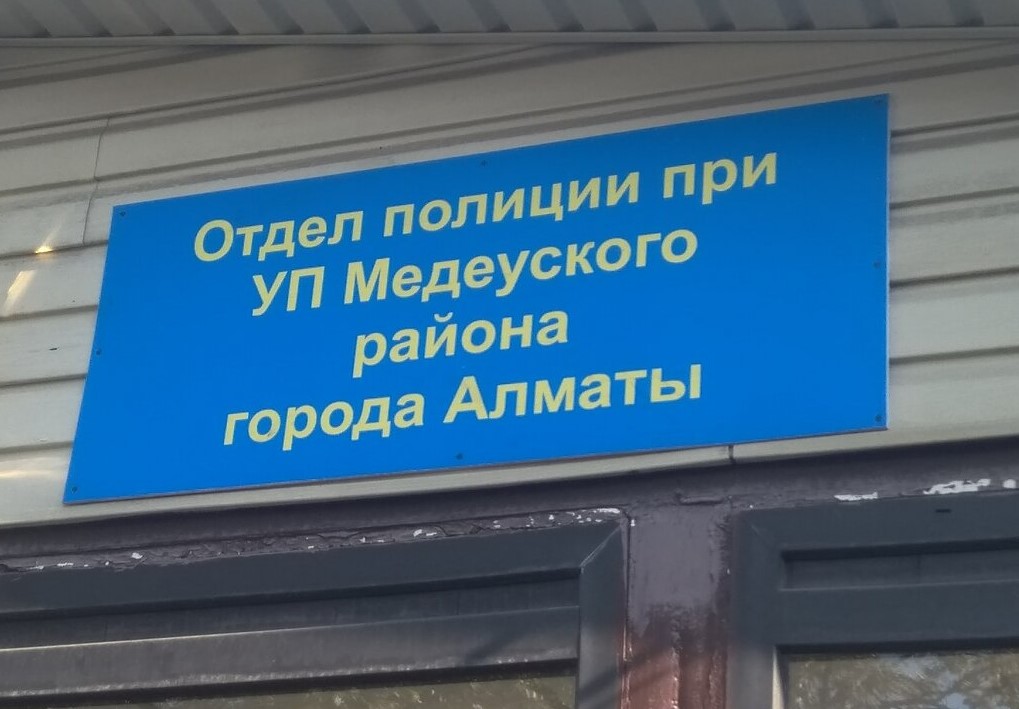 Отдел полиции при
УП Медеуского
района
города Алматы